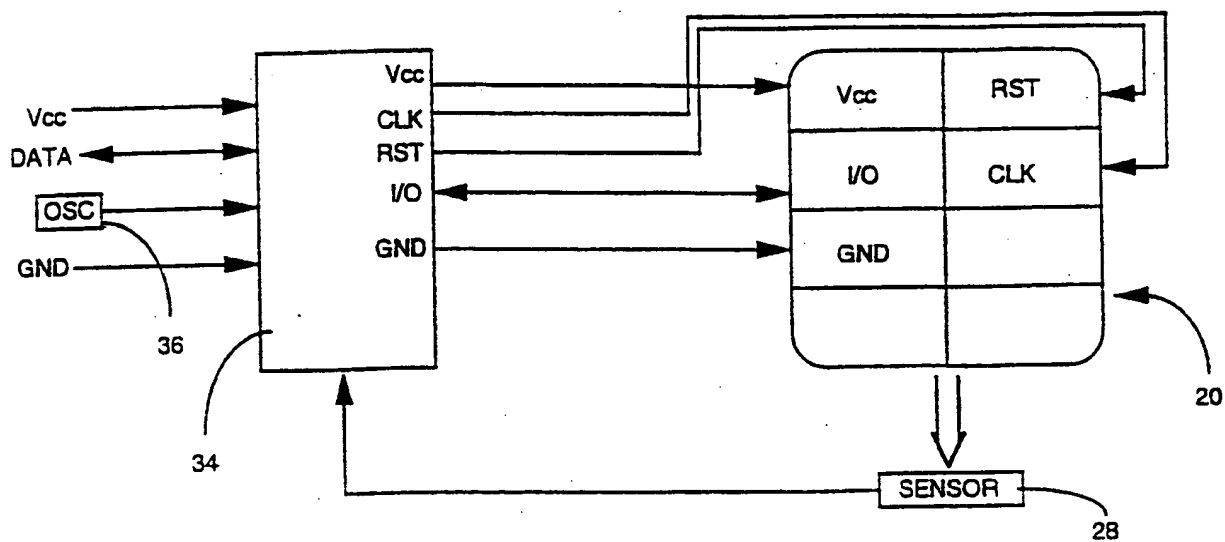 Vcc
DATA
OSC
GND
36
34
Vcc
CLK
RST
I/O
GND
Vcc
RST
I/O
CLK
GND
20
SENSOR
28